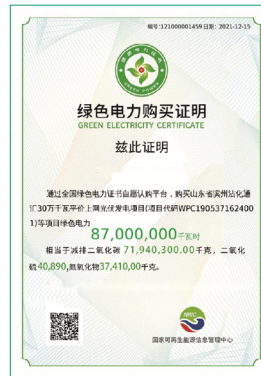 编号:121000001459 日期: 2021-12-15
GREEN POWER
绿色电力购买证明
GREEN ELECTRICITY CERTIFICATE
兹此证明
通过全国绿色电力证书自愿认购平台，购买山东省滨州沾化通
汇30万千瓦平价上网光伏发电项目(项目代码WPC190537162400
1)等项目绿色电力
87,000,000千瓦时
相当于减排二氧化碳 71,940,300.00千克，二氧化
硫40,890,氮氧化物37,410,00千克。
国家可再生能源信息管理中心